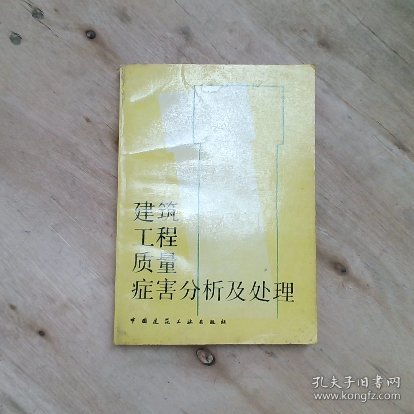 建筑
工程
质量
症害分析及处理
中国建筑工业出版社
孔夫子旧书网
www.kongfz.com